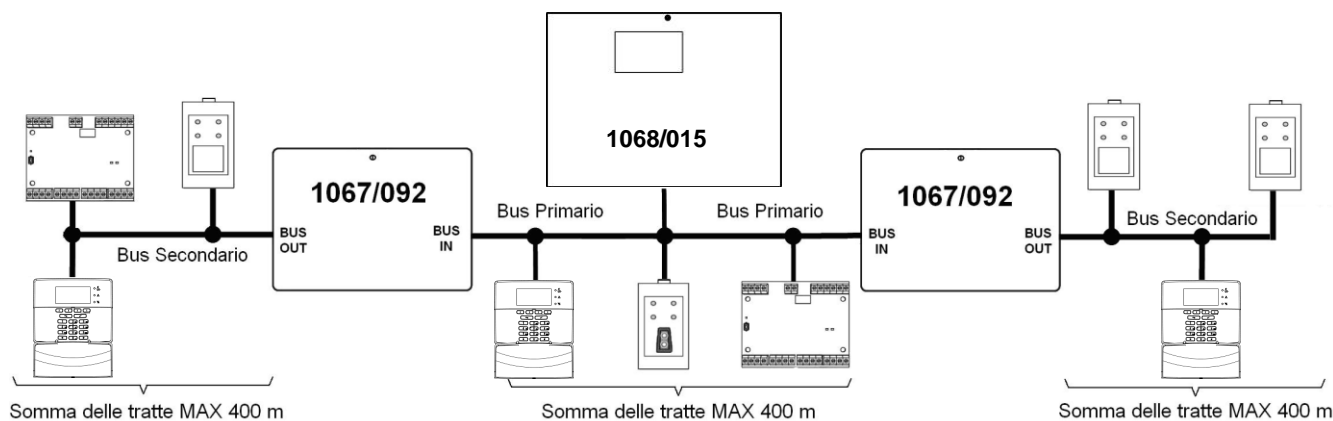 1068/015
1067/092
1067/092
Bus Primario
Bus Primario
Bus Secondario
BUS
OUT
BUS
IN
BUS
IN
BUS
OUT
Bus Secondario
Somma delle tratte MAX 400 m
Somma delle tratte MAX 400 m
Somma delle tratte MAX 400 m